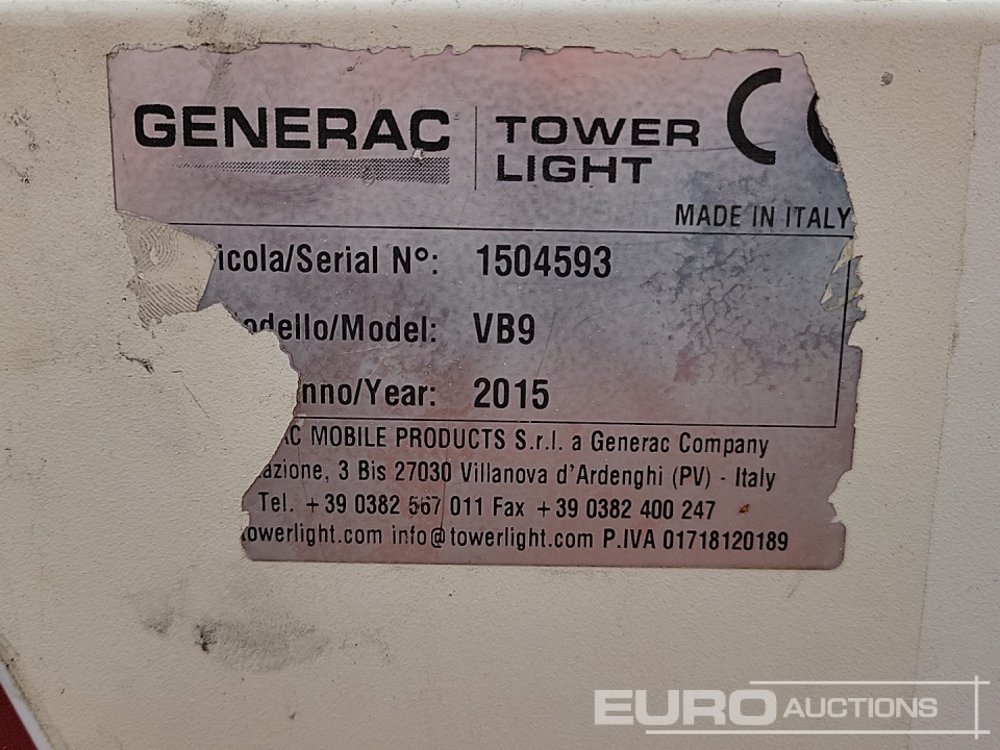 GENERAC
TOWER
LIGHT
CE
MADE IN ITALY
icola/Serial N°: 1504593
odello/Model: VB9
nno/Year: 2015
AC MOBILE PRODUCTS S.r.l. a Generac Company
azione, 3 Bis 27030 Villanova d'Ardenghi (PV) - Italy
Tel. +39 0382 567 011 Fax +39 0382 400 247
owerlight.com info@towerlight.com P.IVA 01718120189
EURO AUCTIONS